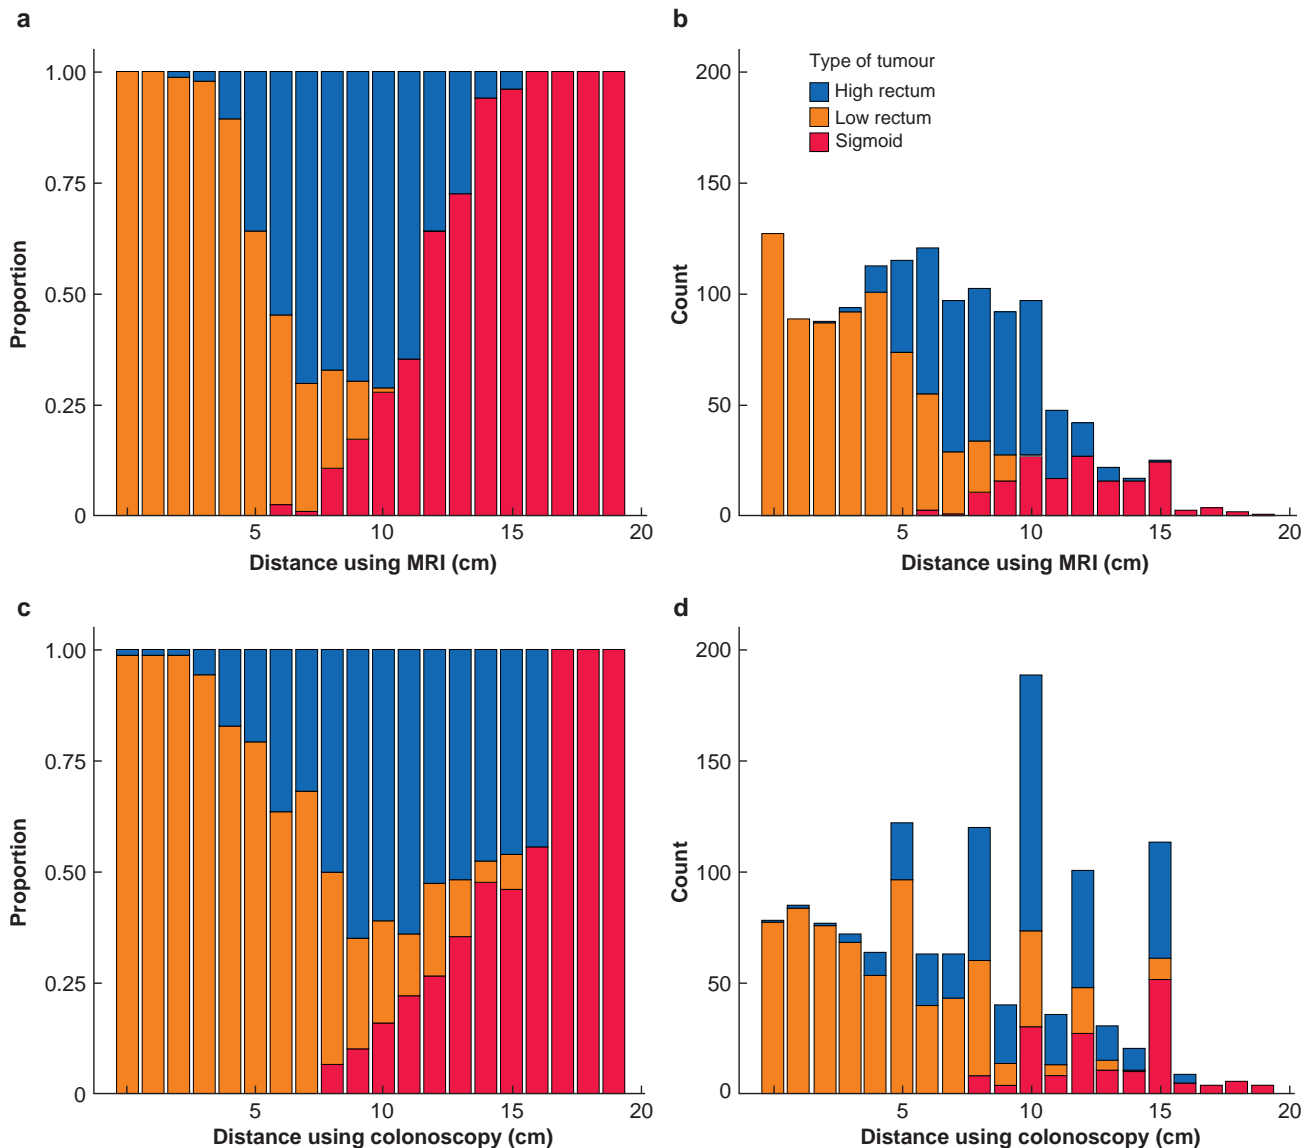 a
1.00
0.75
0.50
0.25
0
Proportion
5
10
15
20
Distance using MRI (cm)
b
200
150
100
50
0
Count
Type of tumour
High rectum
Low rectum
Sigmoid
5
10
15
20
Distance using MRI (cm)
c
1.00
0.75
0.50
0.25
0
Proportion
5
10
15
20
Distance using colonoscopy (cm)
d
200
150
100
50
0
Count
5
10
15
20
Distance using colonoscopy (cm)